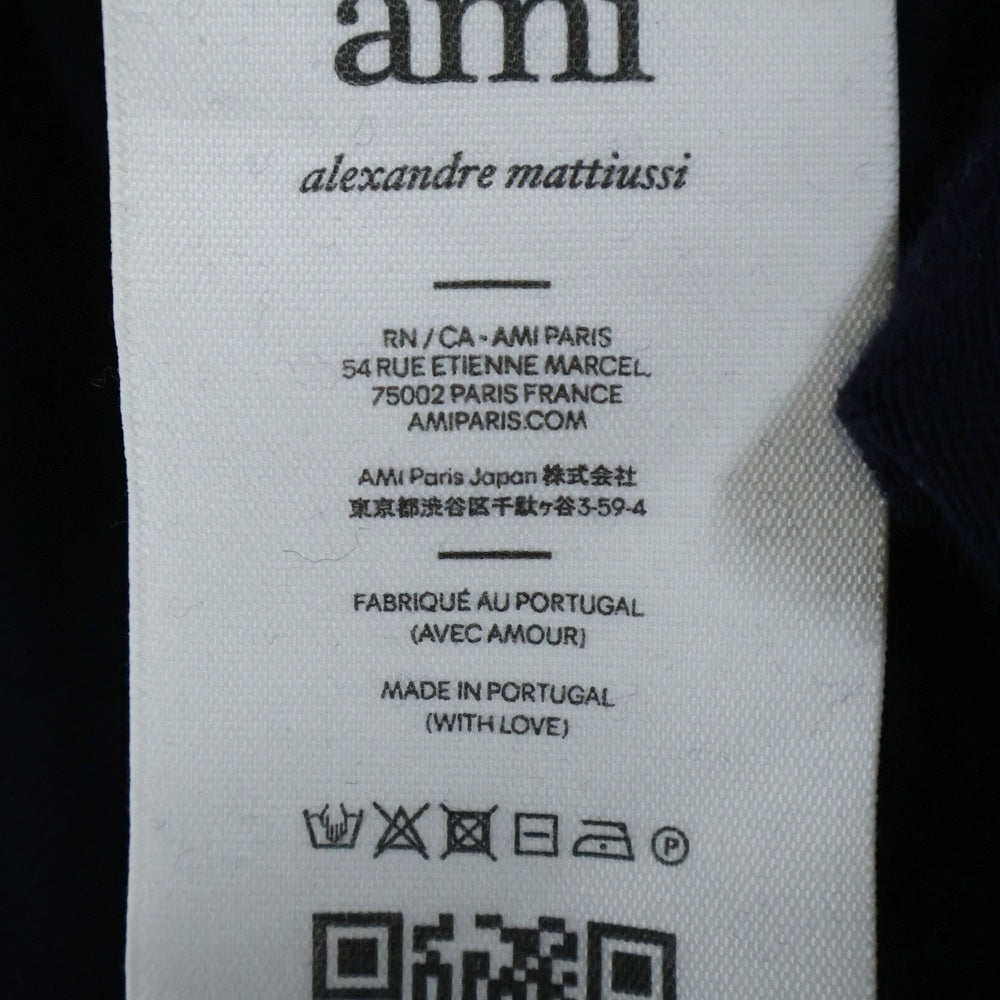 ami
alexandre mattiussi
RN / CA - AMI PARIS
54 RUE ETIENNE MARCEL,
75002 PARIS FRANCE
AMIPARIS.COM
AMI Paris Japan 株式会社
東京都渋谷区千駄ヶ谷3-59-4
FABRIQUÉ AU PORTUGAL
(AVEC AMOUR)
MADE IN PORTUGAL
(WITH LOVE)
P